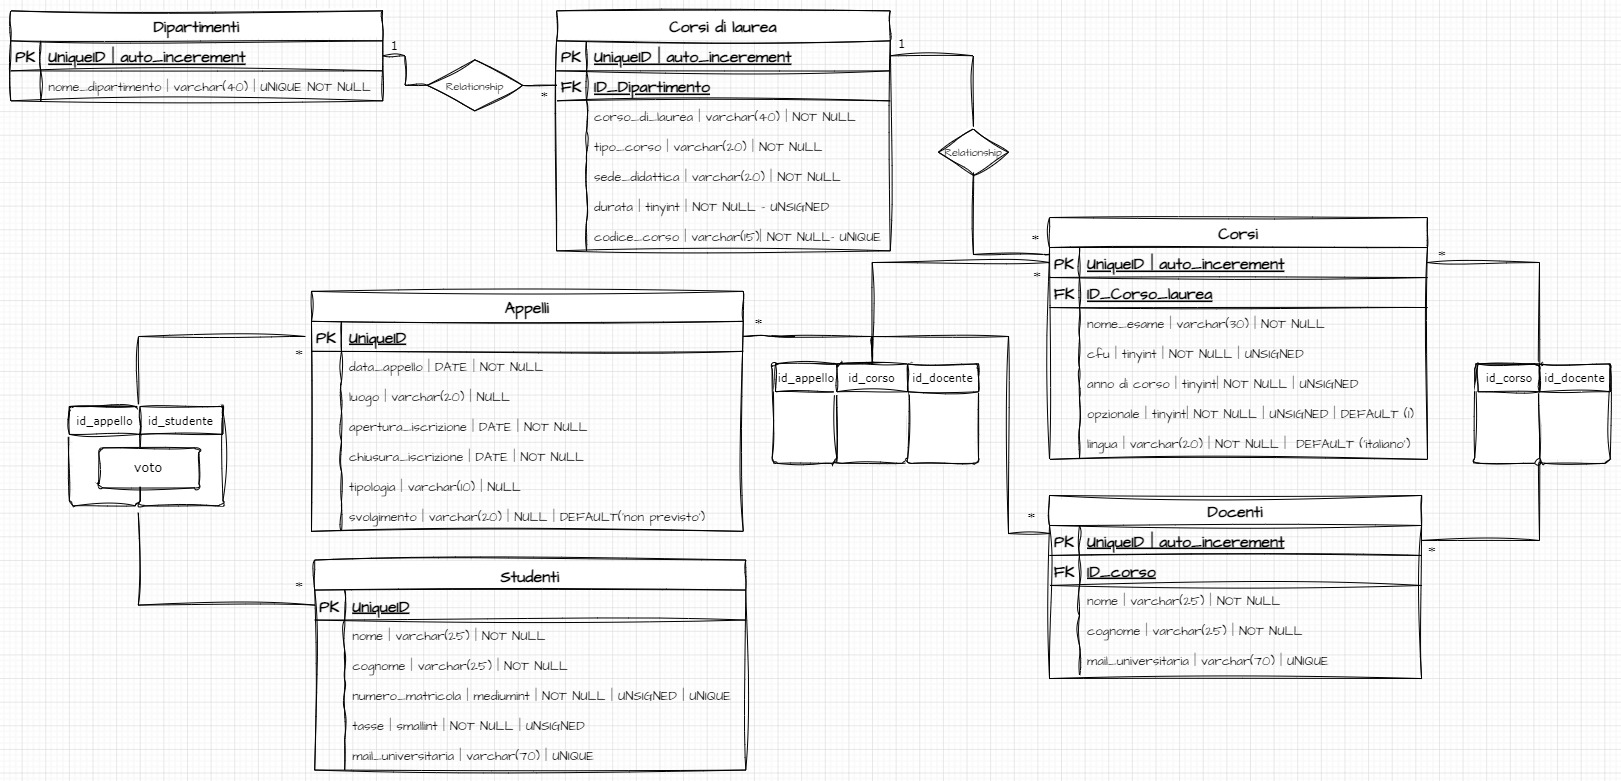 Dipartimenti
PK UniqueID | auto_incerement
nome_dipartimento | varchar(40) | UNIQUE NOT NULL
1
Relationship
*
Corsi di laurea
PK UniqueID | auto_incerement
FK ID_Dipartimento
corso_di_laurea | varchar(40) | NOT NULL
tipo_corso | varchar(20) | NOT NULL
sede_didattica | varchar(20) | NOT NULL
durata | tinyint | NOT NULL - UNSIGNED
codice_corso | varchar(15)| NOT NULL- UNIQUE
1
Relationship
*
Corsi
PK UniqueID | auto_incerement
FK ID_Corso_laurea
nome_esame | varchar(30) | NOT NULL
cfu | tinyint | NOT NULL | UNSIGNED
anno di corso | tinyint| NOT NULL | UNSIGNED
opzionale | tinyint| NOT NULL | UNSIGNED | DEFAULT (1)
lingua | varchar(20) | NOT NULL | DEFAULT ('italiano')
*
*
Appelli
PK UniqueID
data_appello | DATE | NOT NULL
luogo | varchar(20) | NULL
apertura_iscrizione | DATE | NOT NULL
chiusura_iscrizione | DATE | NOT NULL
tipologia | varchar(10) | NULL
svolgimento | varchar(20) | NULL | DEFAULT('non previsto')
*
*
id_appello id_corso id_docente
id_corso id_docente
id_appello id_studente
voto
*
*
*
Docenti
PK UniqueID | auto_incerement
FK ID_corso
nome | varchar(25) | NOT NULL
cognome | varchar(25) | NOT NULL
mail_universitaria | varchar(70) | UNIQUE
Studenti
PK UniqueID
nome | varchar(25) | NOT NULL
cognome | varchar(25) | NOT NULL
numero_matricola | mediumint | NOT NULL | UNSIGNED | UNIQUE
tasse | smallint | NOT NULL | UNSIGNED
mail_universitaria | varchar(70) | UNIQUE